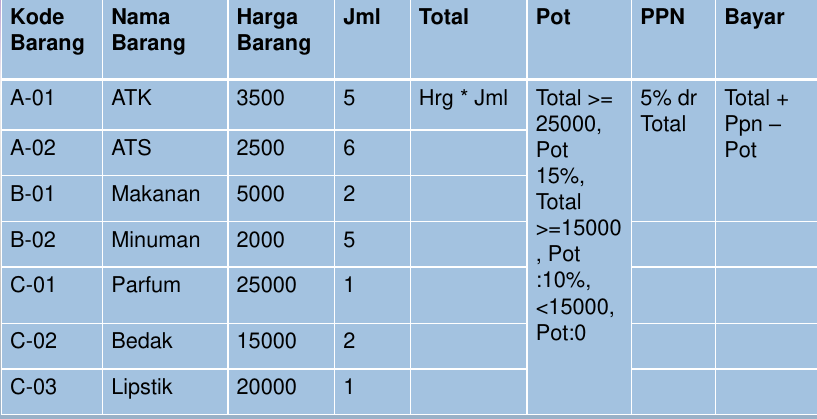 Kode Barang Nama Barang Harga Barang Jml Total Pot PPN Bayar
A-01 ATK 3500 5 Hrg * Jml
Total >=
25000,
Pot
15%,
Total
>=15000
, Pot
:10%,
<15000,
Pot:0
5% dr
Total
Total +
Ppn –
Pot
A-02 ATS 2500 6
B-01 Makanan 5000 2
B-02 Minuman 2000 5
C-01 Parfum 25000 1
C-02 Bedak 15000 2
C-03 Lipstik 20000 1